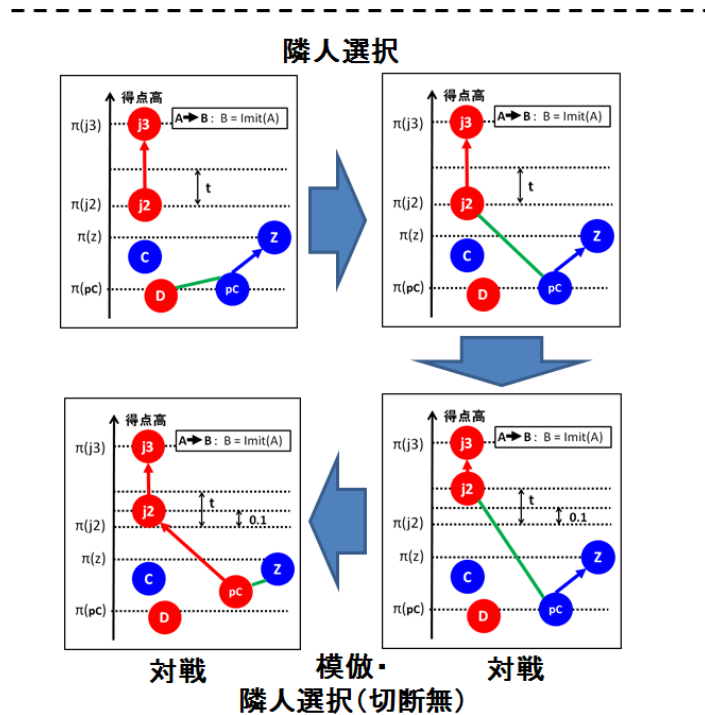 隣人選択
得点高
π(j3)
j3
A➔B : B = Imit(A)
t
π(j2)
j2
π(z)
Z
C
π(pC)
D
pC
得点高
π(j3)
j3
A➔B : B = Imit(A)
t
π(j2)
j2
π(z)
Z
C
π(pC)
D
pC
得点高
π(j3)
j3
A➔B : B = Imit(A)
j2
t
π(j2)
0.1
π(z)
Z
C
pC
π(pC)
D
得点高
π(j3)
j3
A➔B : B = Imit(A)
j2
t
π(j2)
0.1
π(z)
Z
C
π(pC)
D
pC
対戦
模倣・
対戦
隣人選択(切断無)